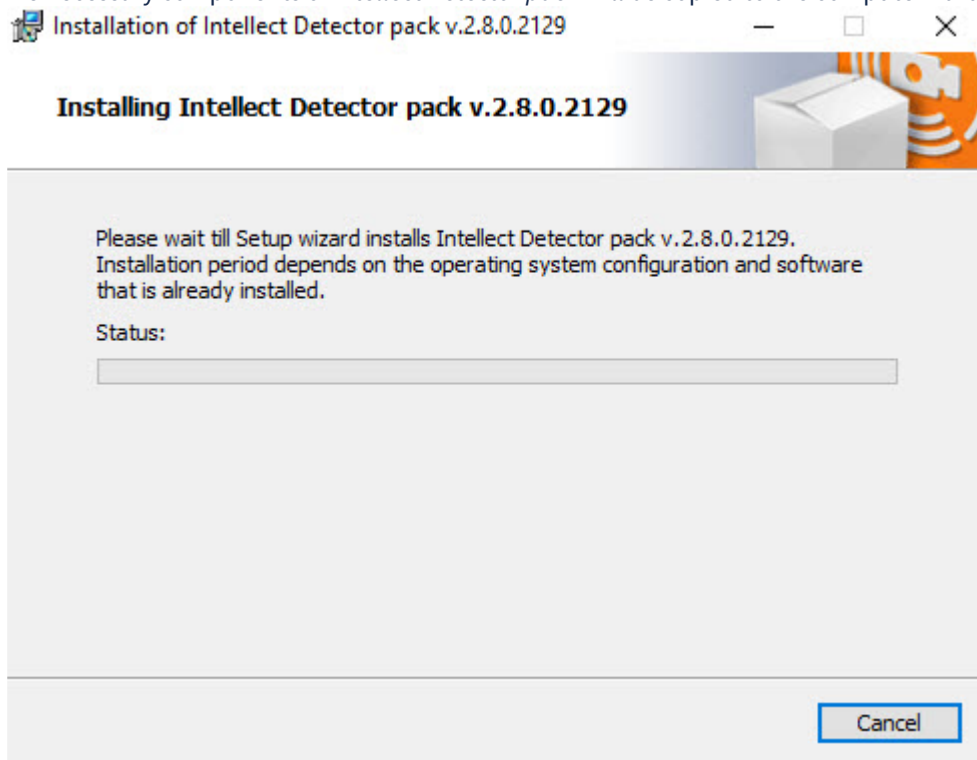 Installation of Intellect Detector pack v.2.8.0.2129
Installing Intellect Detector pack v.2.8.0.2129
Please wait till Setup wizard installs Intellect Detector pack v.2.8.0.2129.
Installation period depends on the operating system configuration and software
that is already installed.
Status:
Cancel